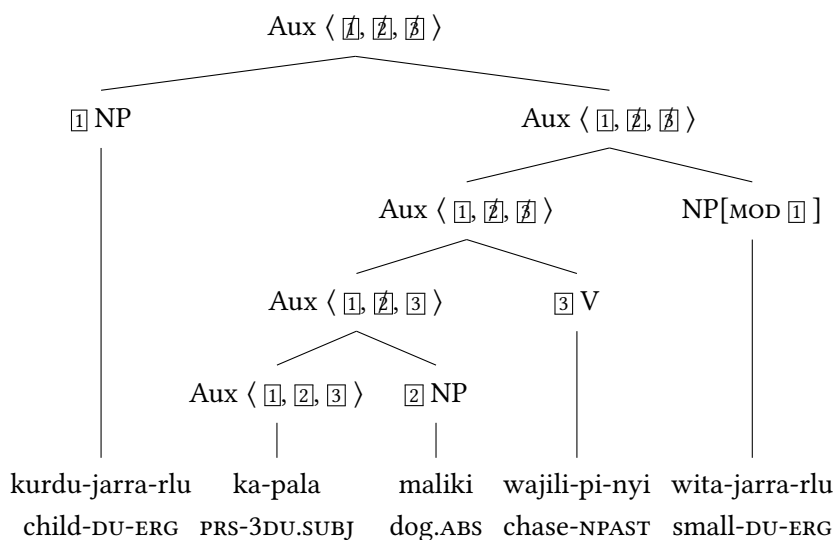 Aux ⟨ 1̸, 2̸, 3̸ ⟩
1 NP Aux ⟨ 1, 2̸, 3̸ ⟩
Aux ⟨ 1, 2̸, 3̸ ⟩ NP[MOD 1 ]
Aux ⟨ 1, 2̸, 3 ⟩ 3 V
Aux ⟨ 1, 2, 3 ⟩ 2 NP
kurdu-jarra-rlu ka-pala maliki wajili-pi-nyi wita-jarra-rlu
child-DU-ERG PRS-3DU.SUBJ dog.ABS chase-NPAST small-DU-ERG